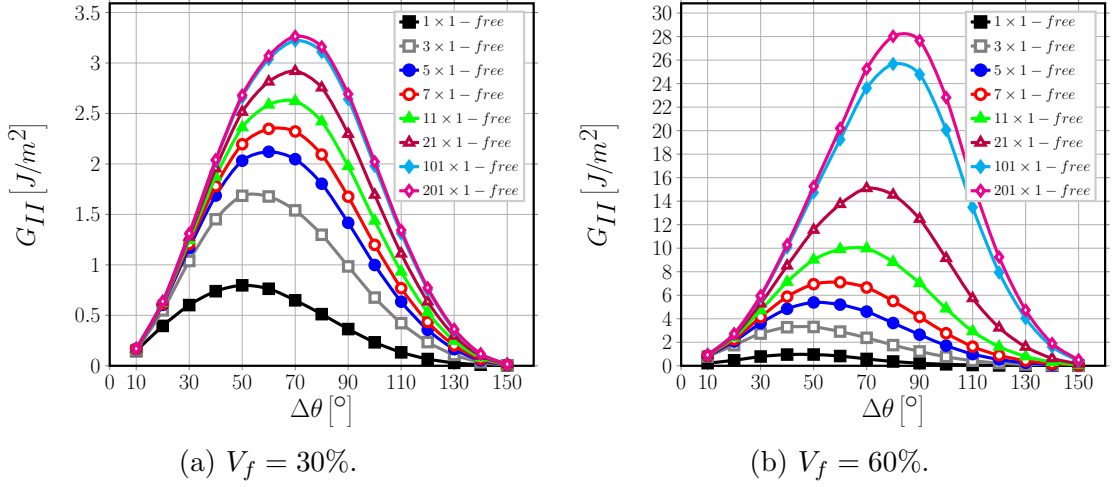 3.5
3
2.5
2
1.5
1
0.5
0
0 10 30 50 70 90 110 130 150
G_{II} [J/m^2]
Δθ [°]
1 × 1 − free
3 × 1 − free
5 × 1 − free
7 × 1 − free
11 × 1 − free
21 × 1 − free
101 × 1 − free
201 × 1 − free
(a) V_f = 30%.
30
28
26
24
22
20
18
16
14
12
10
8
6
4
2
0
0 10 30 50 70 90 110 130 150
G_{II} [J/m^2]
Δθ [°]
1 × 1 − free
3 × 1 − free
5 × 1 − free
7 × 1 − free
11 × 1 − free
21 × 1 − free
101 × 1 − free
201 × 1 − free
(b) V_f = 60%.